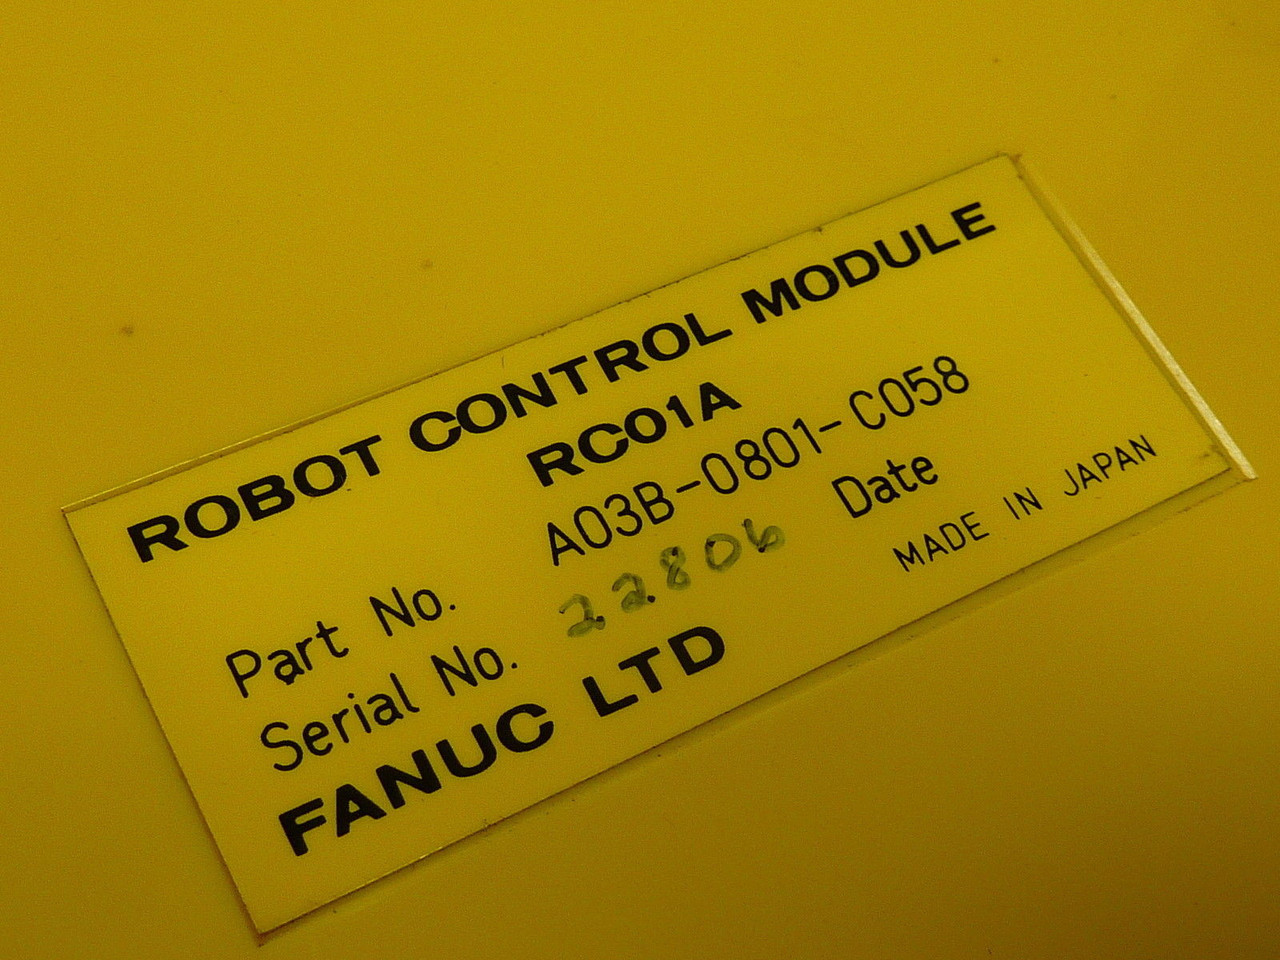 ROBOT CONTROL MODULE
RC01A
Part No. A03B-0801-C058
Serial No. 22806 Date
FANUC LTD MADE IN JAPAN